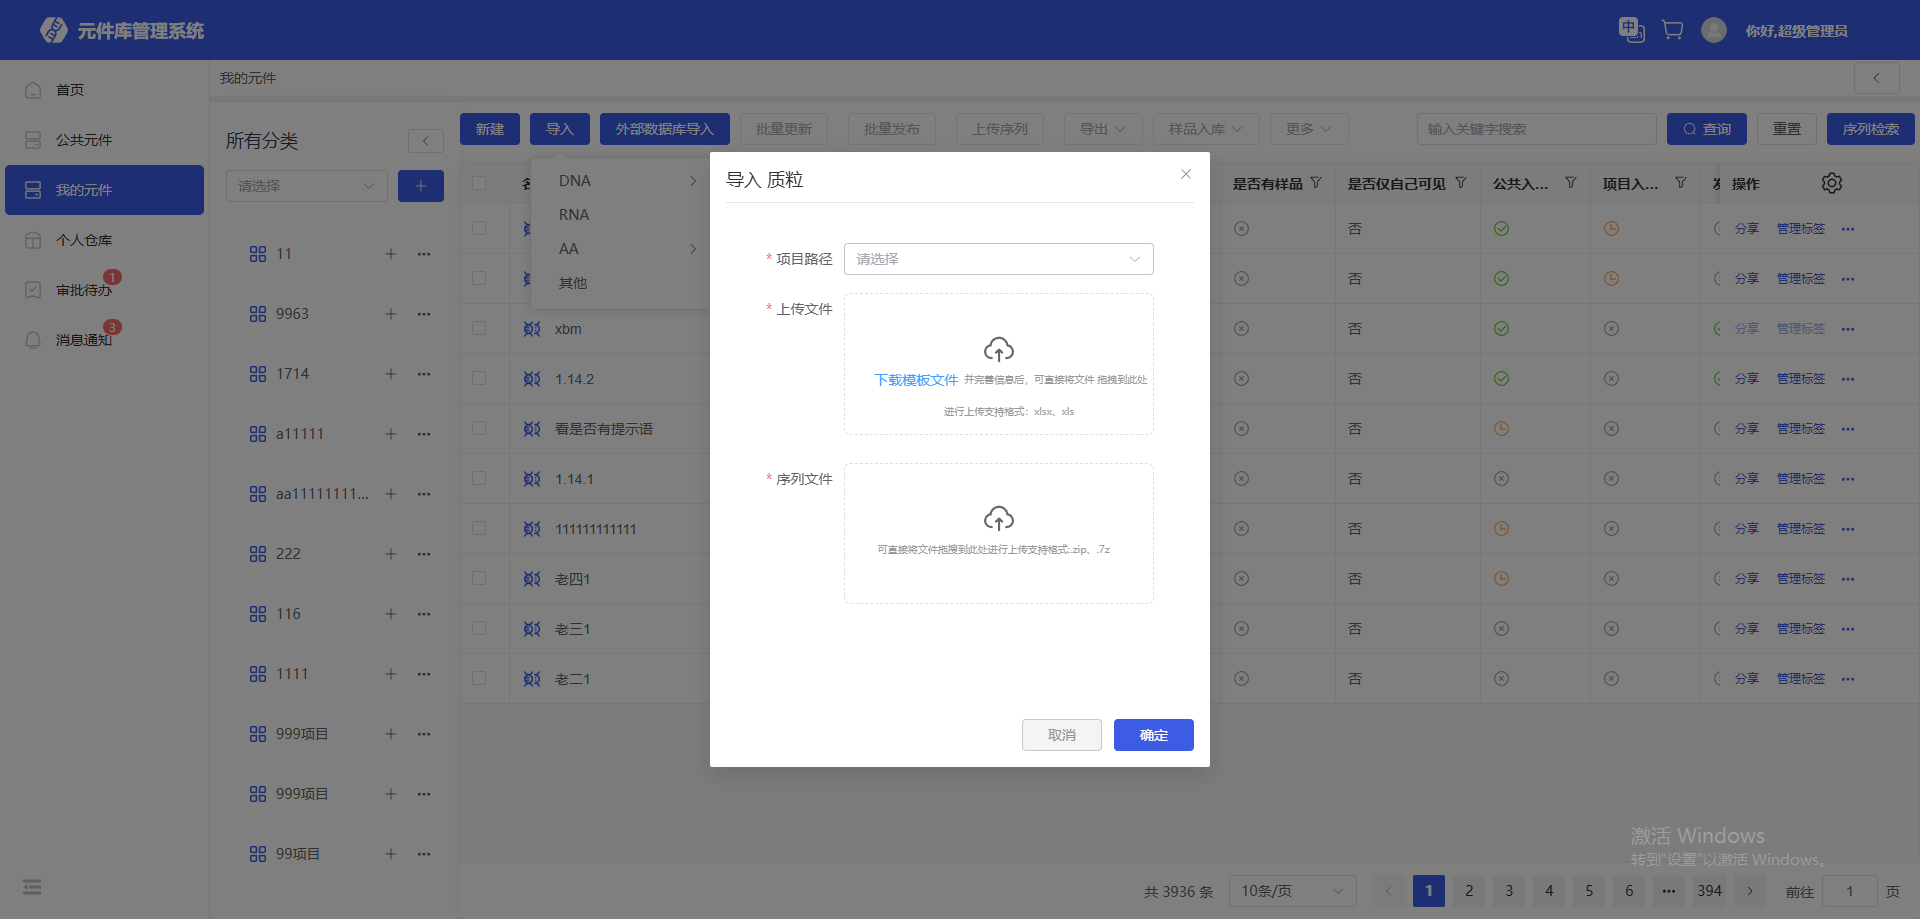 元件库管理系统
中
你好,超级管理员
首页
公共元件
我的元件
个人仓库
审批待办
1
消息通知
3
我的元件
所有分类
请选择
11
9963
1714
a11111
aa11111111...
222
116
1111
999项目
999项目
99项目
新建
导入
外部数据库导入
批量更新
批量发布
上传序列
导出
样品入库
更多
输入关键字搜索
查询
重置
序列检索
DNA
RNA
AA
其他
是否有样品
是否仅自己可见
公共入...
项目入...
操作
否
分享
管理标签
否
分享
管理标签
xbm
否
分享
管理标签
1.14.2
否
分享
管理标签
看是否有提示语
否
分享
管理标签
1.14.1
否
分享
管理标签
111111111111
否
分享
管理标签
老四1
否
分享
管理标签
老三1
否
分享
管理标签
老二1
否
分享
管理标签
导入 质粒
* 项目路径
请选择
* 上传文件
下载模板文件 并完善信息后，可直接将文件 拖拽到此处
进行上传支持格式：xlsx、xls
* 序列文件
可直接将文件拖搜到此处进行上传支持格式:.zip、.7z
取消
确定
激活 Windows
转到"设置"以激活 Windows。
共 3936 条
10条/页
1
2
3
4
5
6
394
前往
1
页